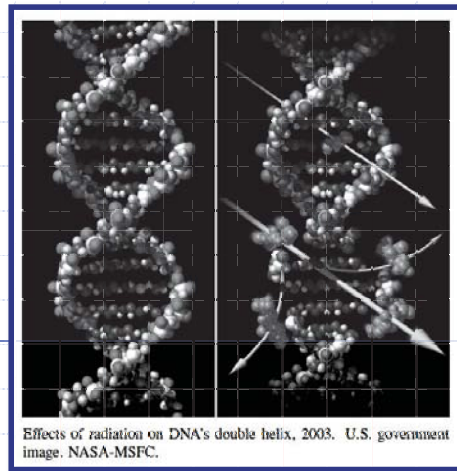 Effects of radiation on DNA's double helix, 2003. U.S. government
image. NASA-MSFC.